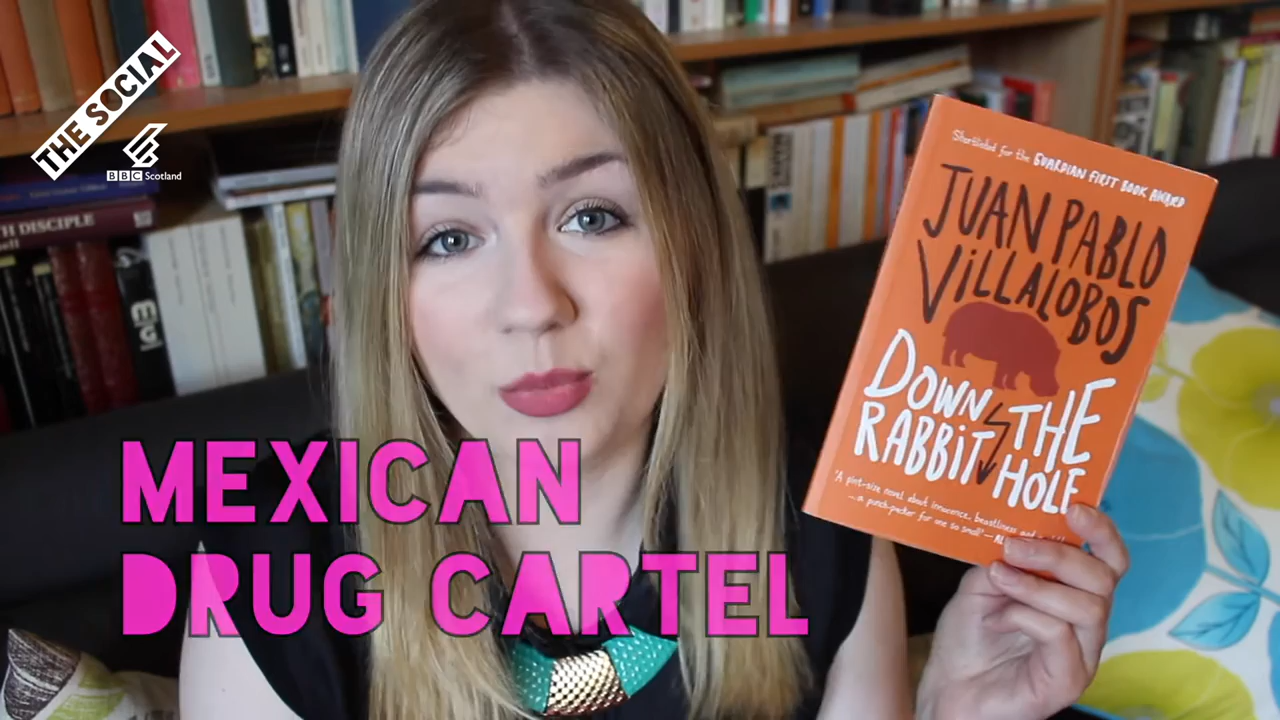 THE SOCIAL
BBC Scotland
H DISCIPLE
Shortlisted for the GUARDIAN FIRST BOOK AWARD
JUAN PABLO
VILLALOBOS
DOWN THE
RABBIT HOLE
'A pint-size novel about innocence, beastliness and
– a punch-packer for one so small' –
MEXICAN
DRUG CARTEL